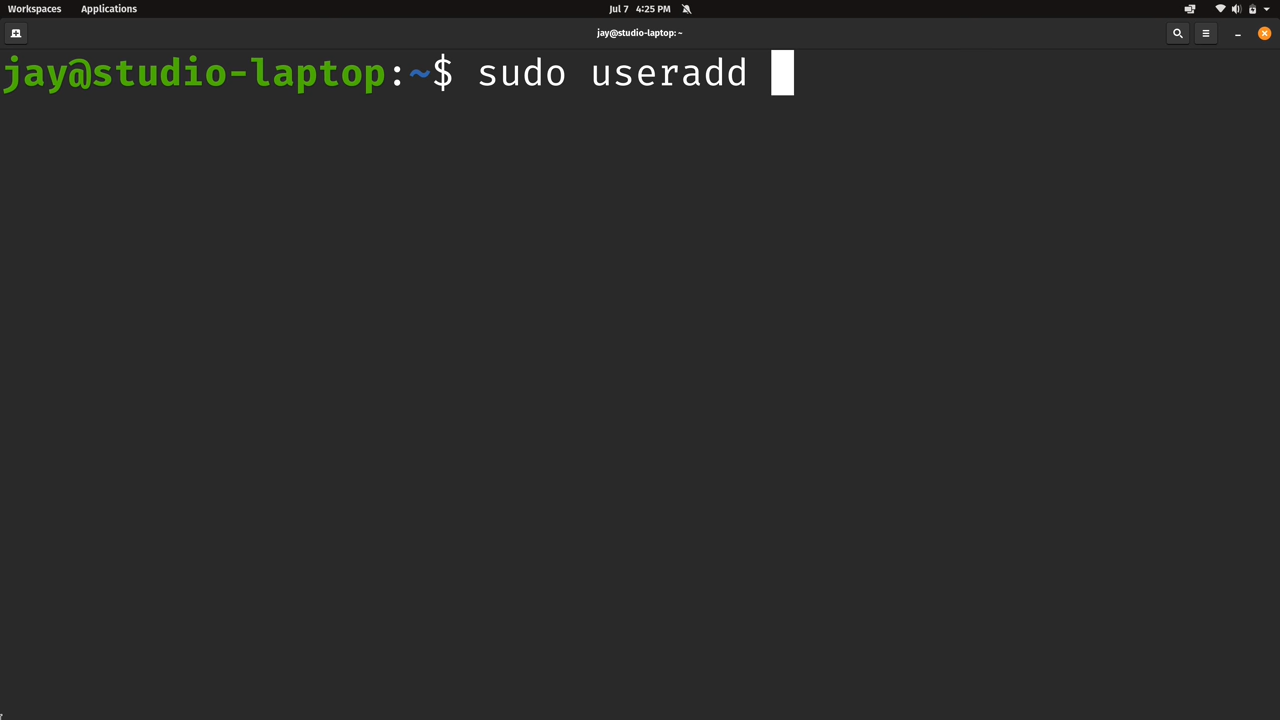 Workspaces Applications Jul 7 4:25 PM
jay@studio-laptop: ~
jay@studio-laptop:~$ sudo useradd